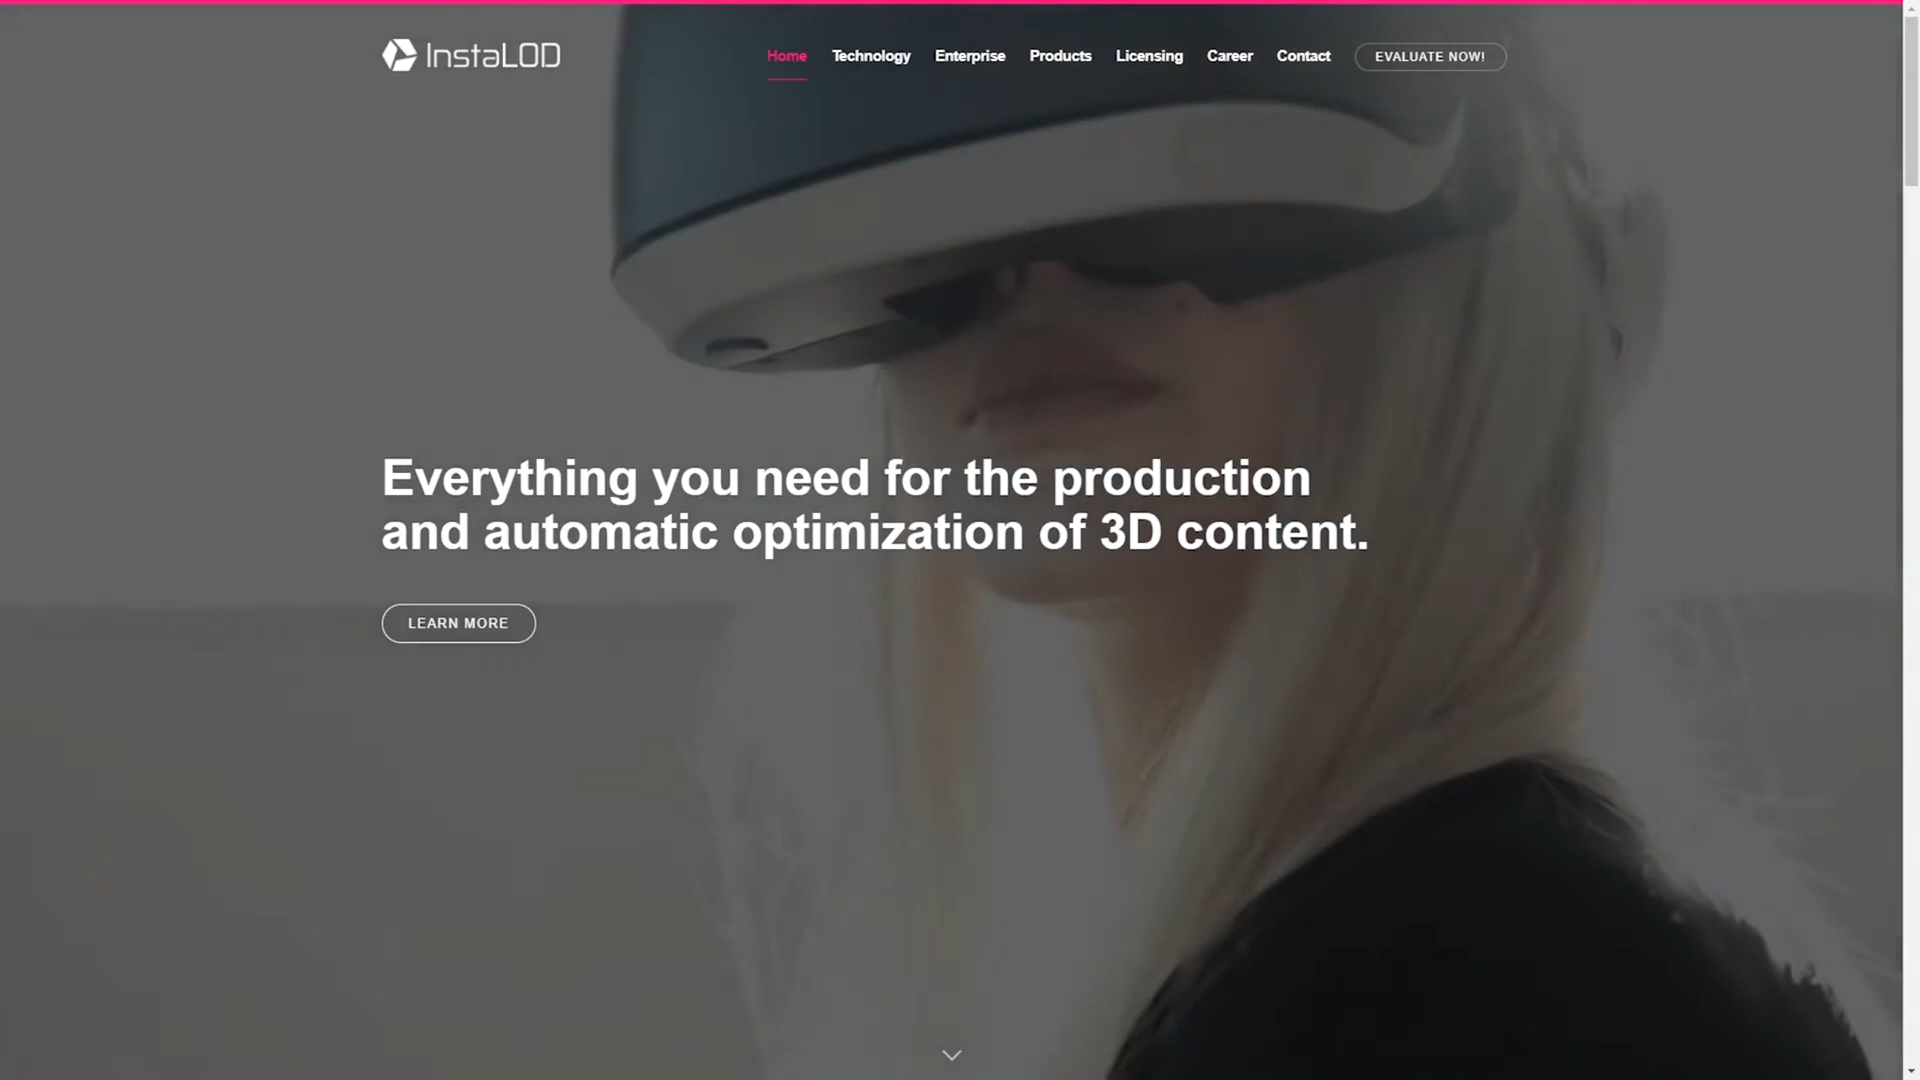 InstaLOD
Home Technology Enterprise Products Licensing Career Contact EVALUATE NOW!
Everything you need for the production
and automatic optimization of 3D content.
LEARN MORE